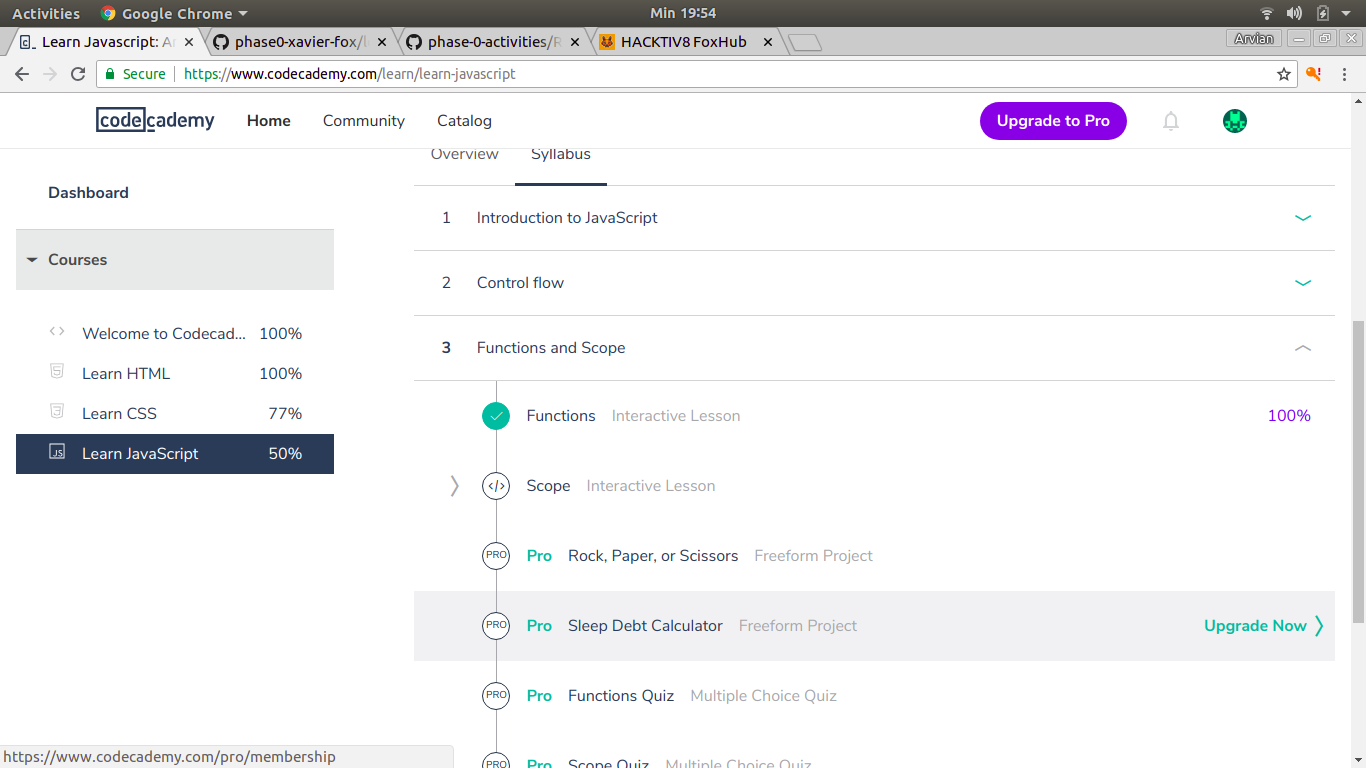 Activities Google Chrome Min 19:54
Learn Javascript: A phase0-xavier-fox/l phase-0-activities/R HACKTIV8 FoxHub Arvian
Secure https://www.codecademy.com/learn/learn-javascript
codecademy Home Community Catalog Upgrade to Pro
Overview Syllabus
Dashboard
1 Introduction to JavaScript
Courses
2 Control flow
Welcome to Codecad... 100%
3 Functions and Scope
Learn HTML 100%
Learn CSS 77%
Functions Interactive Lesson 100%
Learn JavaScript 50%
Scope Interactive Lesson
PRO Pro Rock, Paper, or Scissors Freeform Project
PRO Pro Sleep Debt Calculator Freeform Project Upgrade Now
PRO Pro Functions Quiz Multiple Choice Quiz
PRO Pro Scope Quiz Multiple Choice Quiz
https://www.codecademy.com/pro/membership